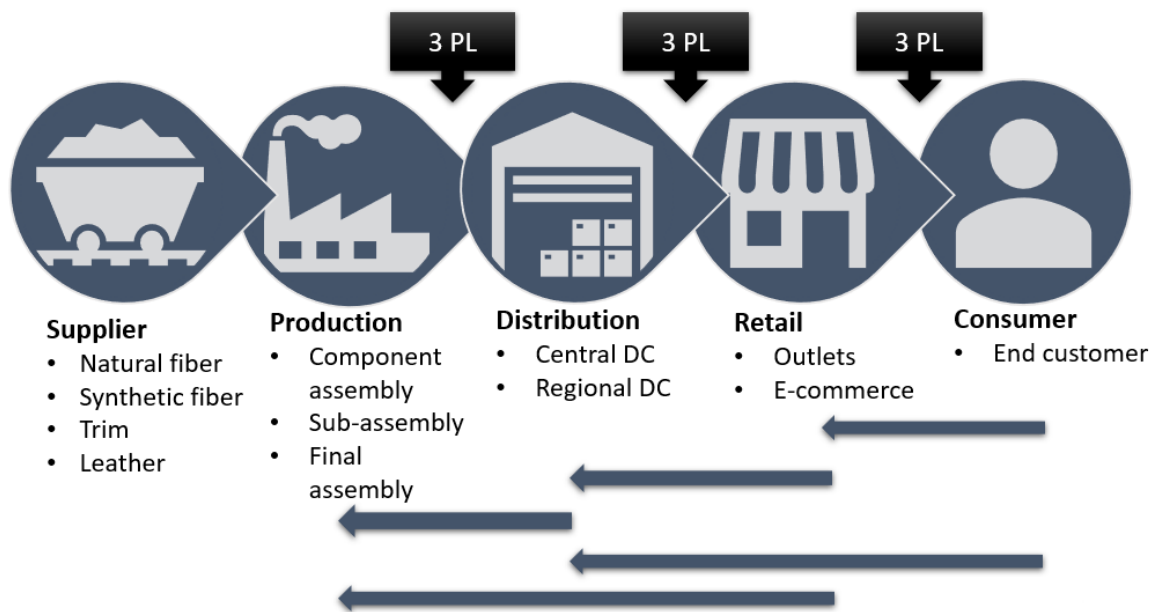 3 PL
3 PL
3 PL
Supplier
• Natural fiber
• Synthetic fiber
• Trim
• Leather
Production
• Component
assembly
• Sub-assembly
• Final
assembly
Distribution
• Central DC
• Regional DC
Retail
• Outlets
• E-commerce
Consumer
• End customer